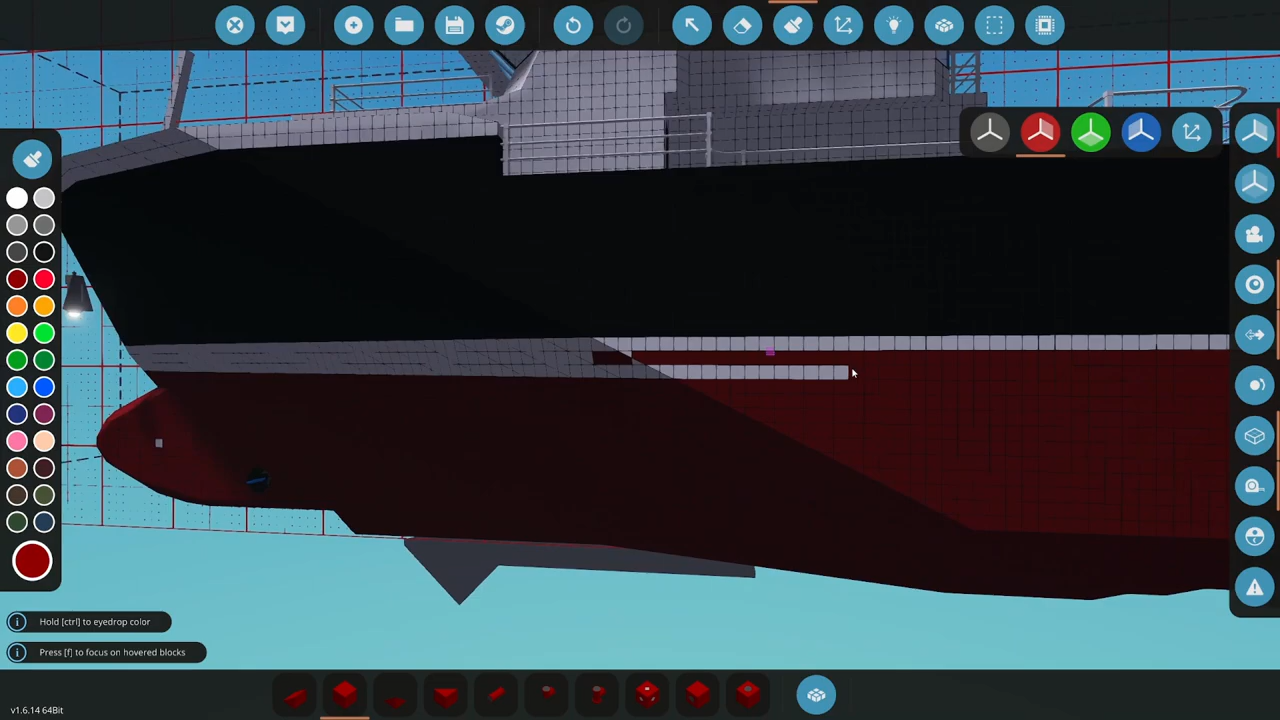 Hold [ctrl] to eyedrop color
Press [f] to focus on hovered blocks
v1.6.14 64Bit